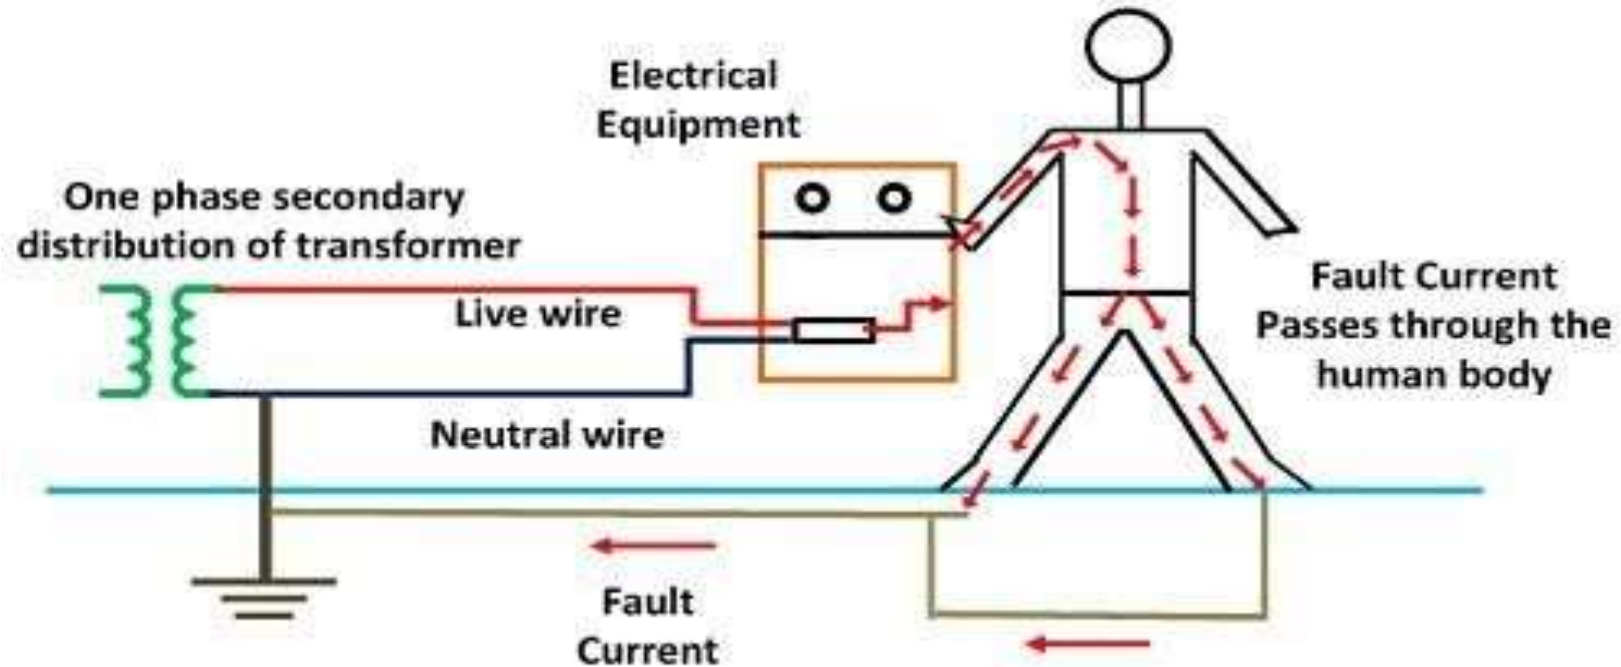 Electrical
Equipment
One phase secondary
distribution of transformer
Live wire
Fault Current
Passes through the
human body
Neutral wire
Fault
Current